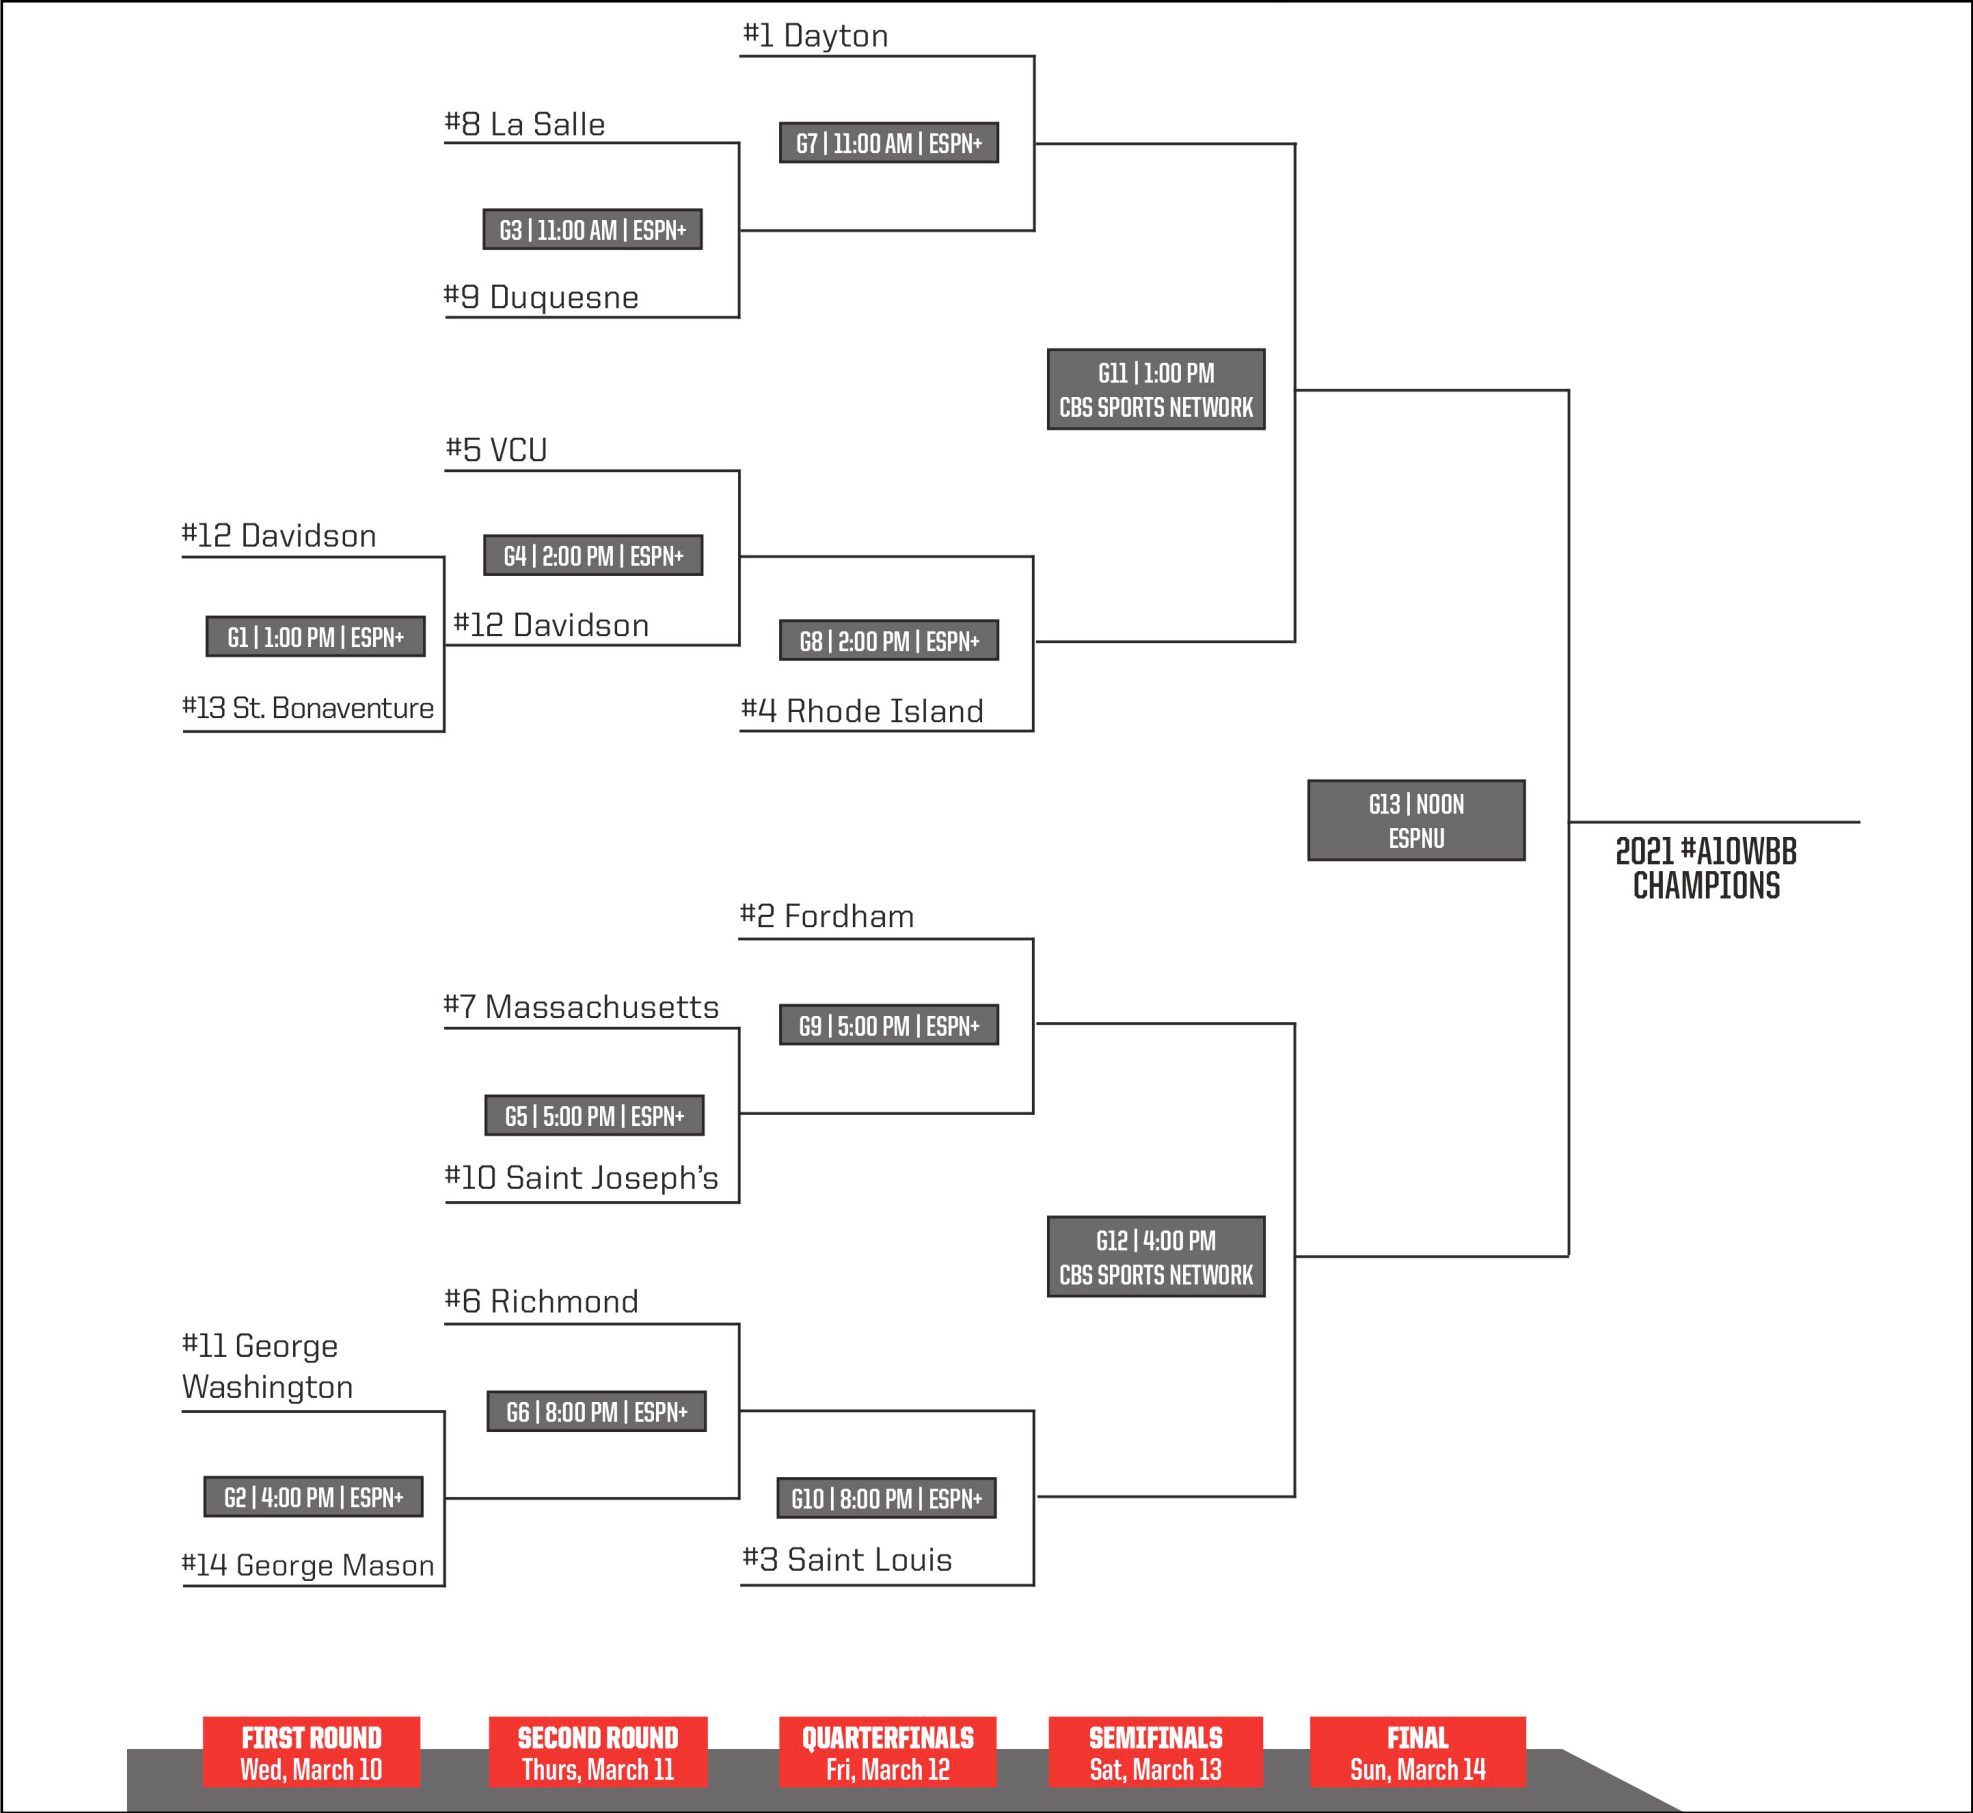 #1 Dayton
#8 La Salle
G7 | 11:00 AM | ESPN+
G3 | 11:00 AM | ESPN+
#9 Duquesne
G11 | 1:00 PM
CBS SPORTS NETWORK
#5 VCU
#12 Davidson
G4 | 2:00 PM | ESPN+
#12 Davidson
G1 | 1:00 PM | ESPN+
G8 | 2:00 PM | ESPN+
#13 St. Bonaventure
#4 Rhode Island
G13 | NOON
ESPNU
2021 #A10WBB
CHAMPIONS
#2 Fordham
#7 Massachusetts
G9 | 5:00 PM | ESPN+
G5 | 5:00 PM | ESPN+
#10 Saint Joseph's
G12 | 4:00 PM
CBS SPORTS NETWORK
#6 Richmond
#11 George
Washington
G6 | 8:00 PM | ESPN+
G2 | 4:00 PM | ESPN+
G10 | 8:00 PM | ESPN+
#14 George Mason
#3 Saint Louis
FIRST ROUND
Wed, March 10
SECOND ROUND
Thurs, March 11
QUARTERFINALS
Fri, March 12
SEMIFINALS
Sat, March 13
FINAL
Sun, March 14